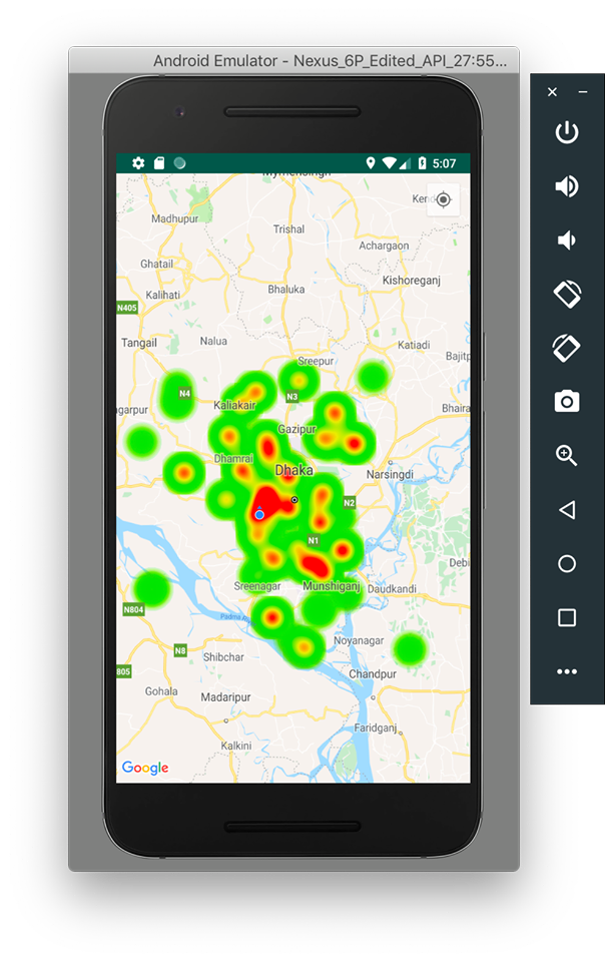 Android Emulator - Nexus_6P_Edited_API_27:55...
5:07
Mymensingh
Madhupur
Trishal
Achargaon
Ghatail
Kishoreganj
Kalihati
Bhaluka
N405
Tangail
Nalua
Katiadi
Sreepur
Bajitp
N4
N3
agarpur
Kaliakair
Bhaira
Gazipur
Dhamrai
Dhaka
Narsingdi
N2
N1
Debi
Sreenagar
Munshiganj
Daudkandi
N804
Padma
Noyanagar
N8
Shibchar
805
Chandpur
Gohala
Madaripur
Faridganj
Kalkini
Google